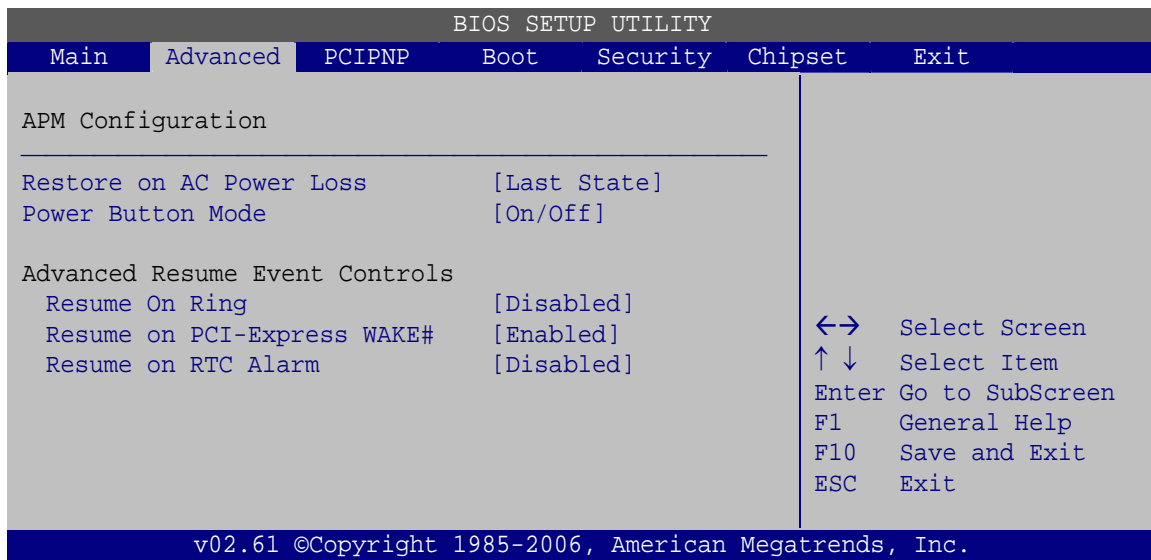 BIOS SETUP UTILITY
Main Advanced PCIPNP Boot Security Chipset Exit
APM Configuration
Restore on AC Power Loss [Last State]
Power Button Mode [On/Off]
Advanced Resume Event Controls
Resume On Ring [Disabled]
Resume on PCI-Express WAKE# [Enabled]
Resume on RTC Alarm [Disabled]
←→ Select Screen
↑ ↓ Select Item
Enter Go to SubScreen
F1 General Help
F10 Save and Exit
ESC Exit
v02.61 ©Copyright 1985-2006, American Megatrends, Inc.